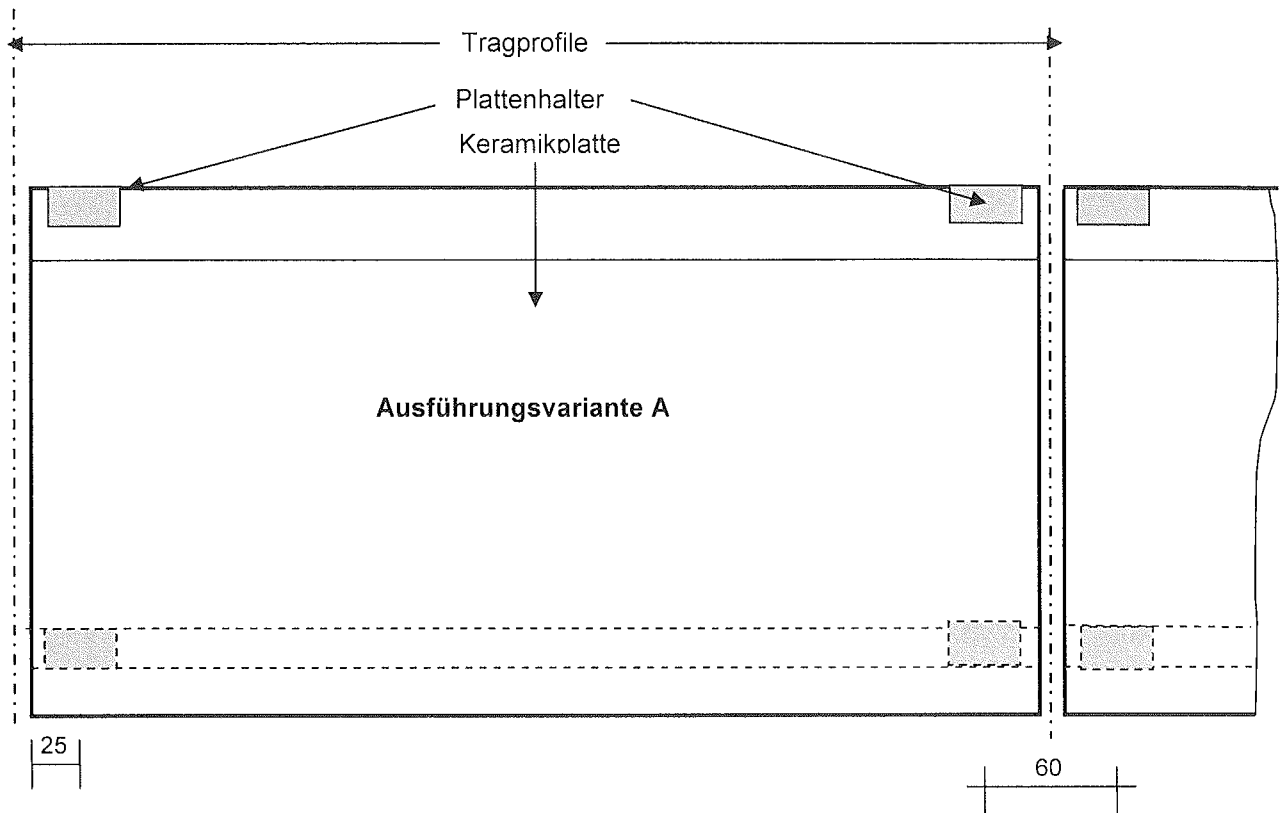 Tragprofile
Plattenhalter
Keramikplatte
Ausführungsvariante A
25
60